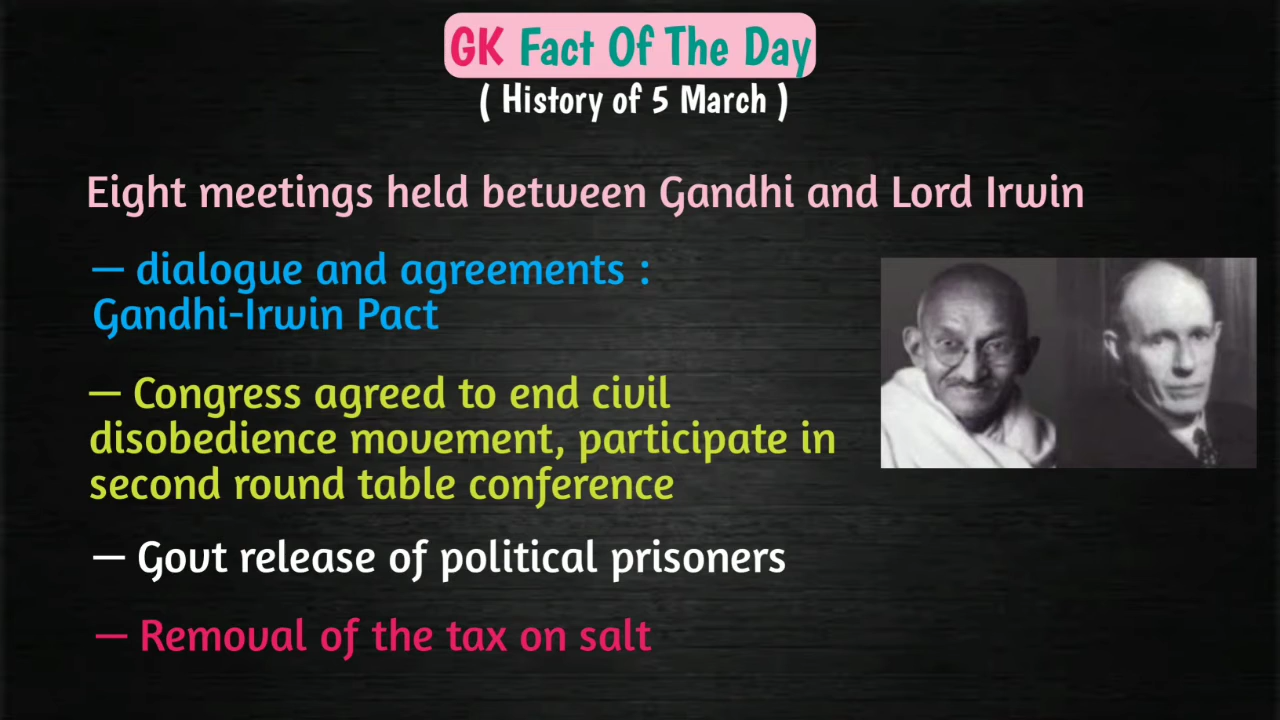 GK Fact Of The Day
( History of 5 March )
Eight meetings held between Gandhi and Lord Irwin
— dialogue and agreements :
Gandhi-Irwin Pact
— Congress agreed to end civil
disobedience movement, participate in
second round table conference
— Govt release of political prisoners
— Removal of the tax on salt